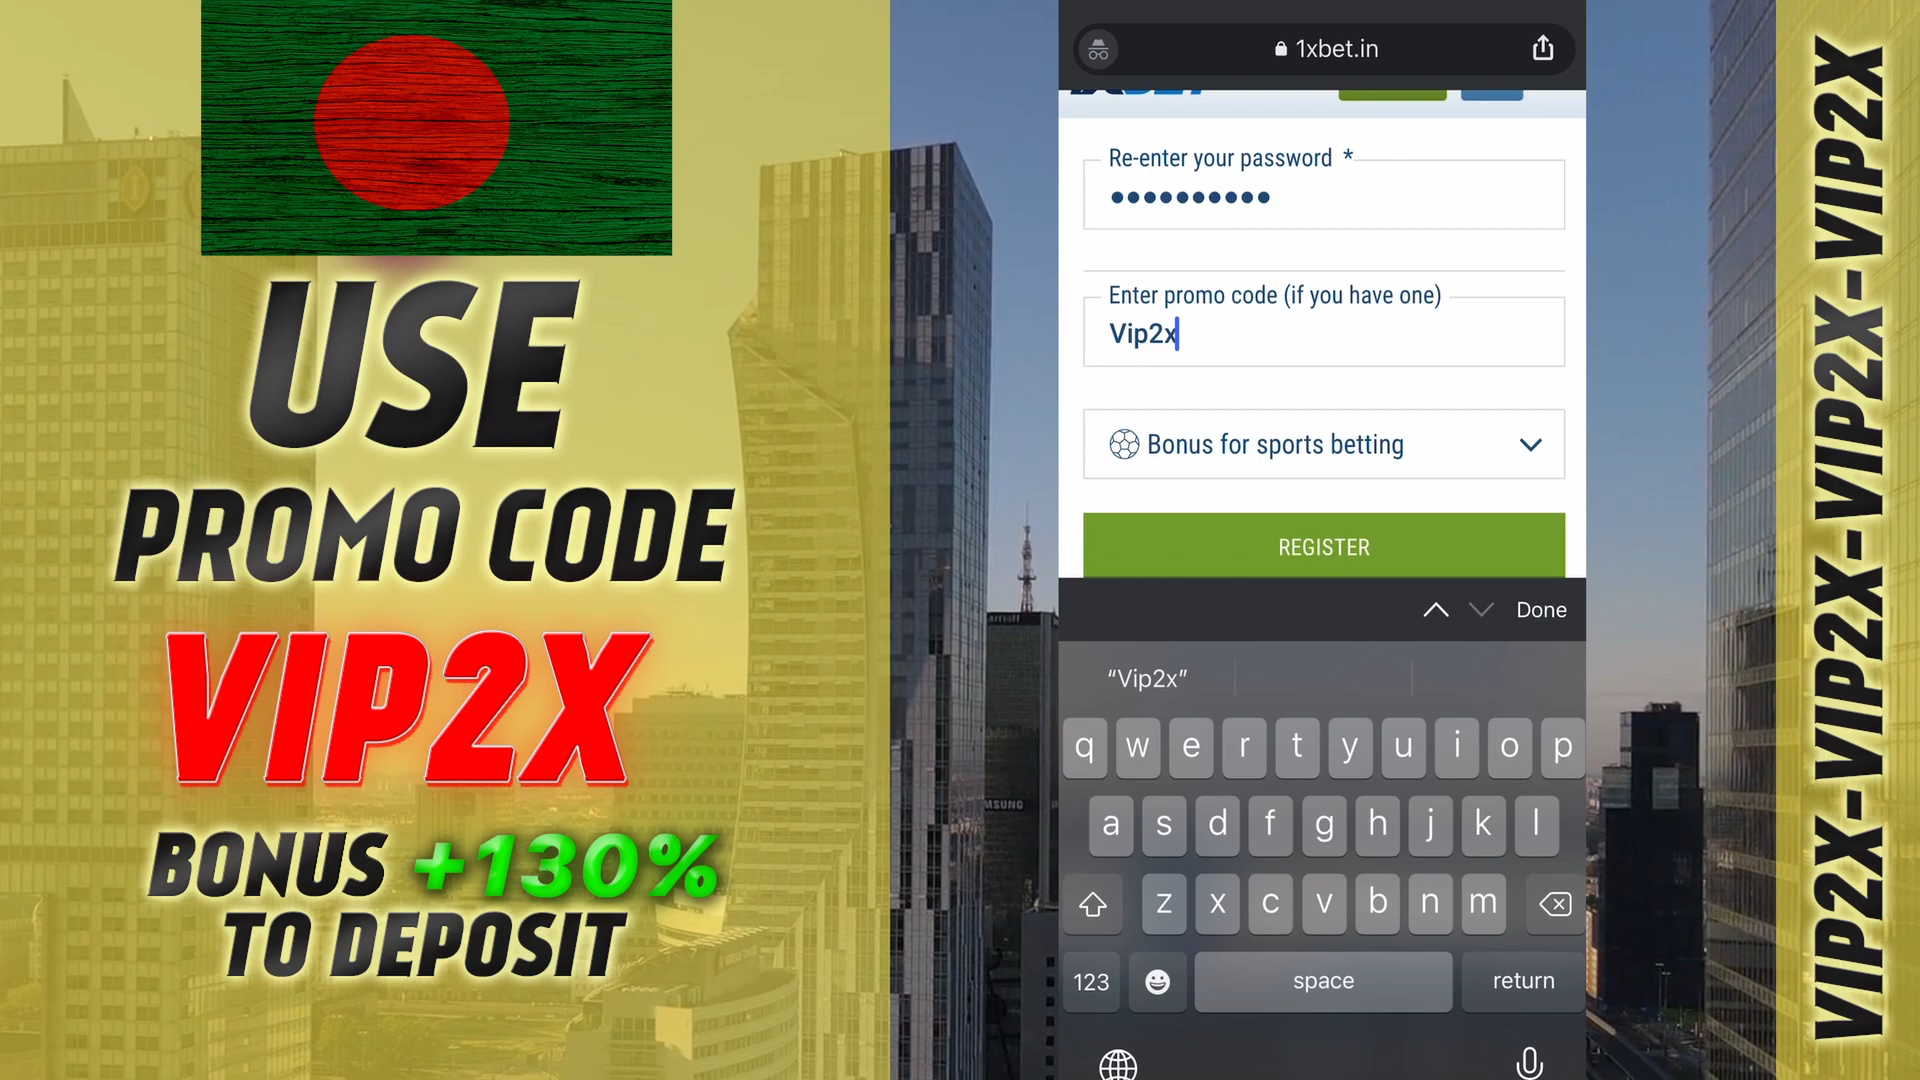 USE
PROMO CODE
VIP2X
BONUS +130%
TO DEPOSIT
1xbet.in
Re-enter your password *
Enter promo code (if you have one)
Vip2x
Bonus for sports betting
REGISTER
Done
“Vip2x”
q w e r t y u i o p
a s d f g h j k l
z x c v b n m
123 space return
VIP2X-VIP2X-VIP2X-VIP2X